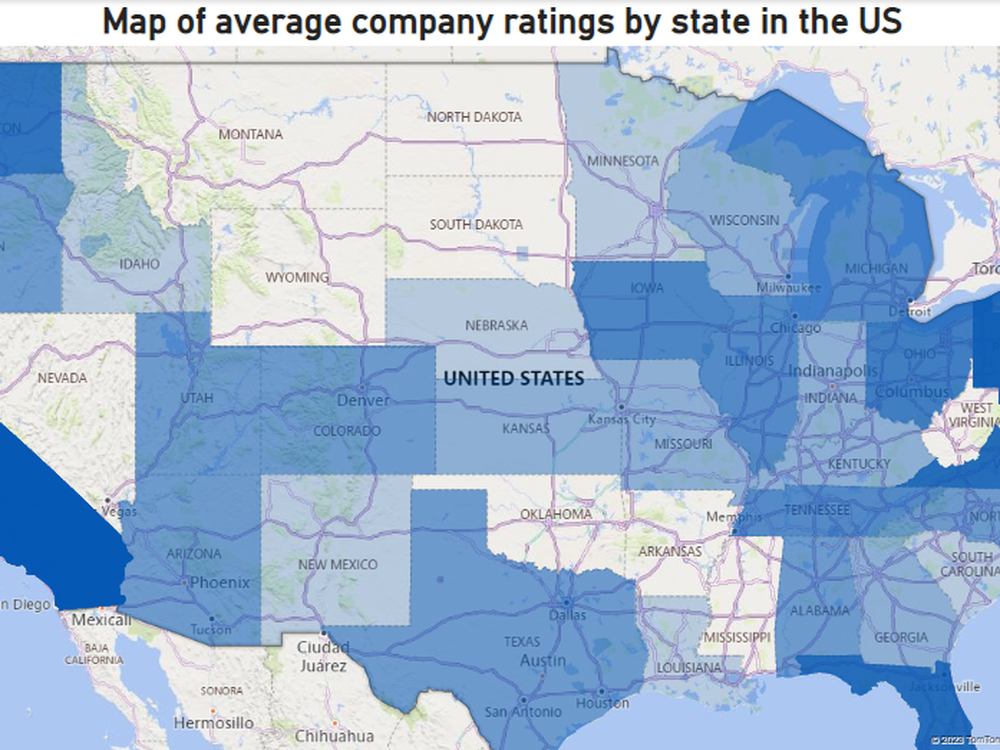 Map of average company ratings by state in the US
MONTANA
NORTH DAKOTA
MINNESOTA
SOUTH DAKOTA
WISCONSIN
IDAHO
WYOMING
MICHIGAN
Milwaukee
IOWA
Detroit
NEBRASKA
Chicago
NEVADA
UNITED STATES
ILLINOIS
OHIO
Indianapolis
UTAH
Denver
INDIANA
Columbus
KANSAS
Kansas City
WEST
VIRGINIA
COLORADO
MISSOURI
KENTUCKY
Vegas
OKLAHOMA
Memphis
TENNESSEE
ARIZONA
NEW MEXICO
ARKANSAS
SOUTH
CAROLINA
Phoenix
n Diego
Mexicali
Tucson
Dallas
ALABAMA
GEORGIA
BAJA
CALIFORNIA
Ciudad
Juárez
TEXAS
Austin
MISSISSIPPI
LOUISIANA
SONORA
Hermosillo
Chihuahua
San Antonio
Houston
Jacksonville